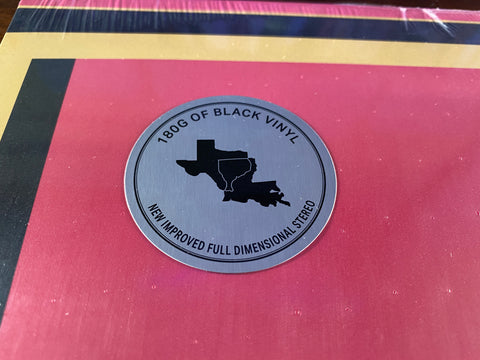 180G OF BLACK VINYL
NEW IMPROVED FULL DIMENSIONAL STEREO